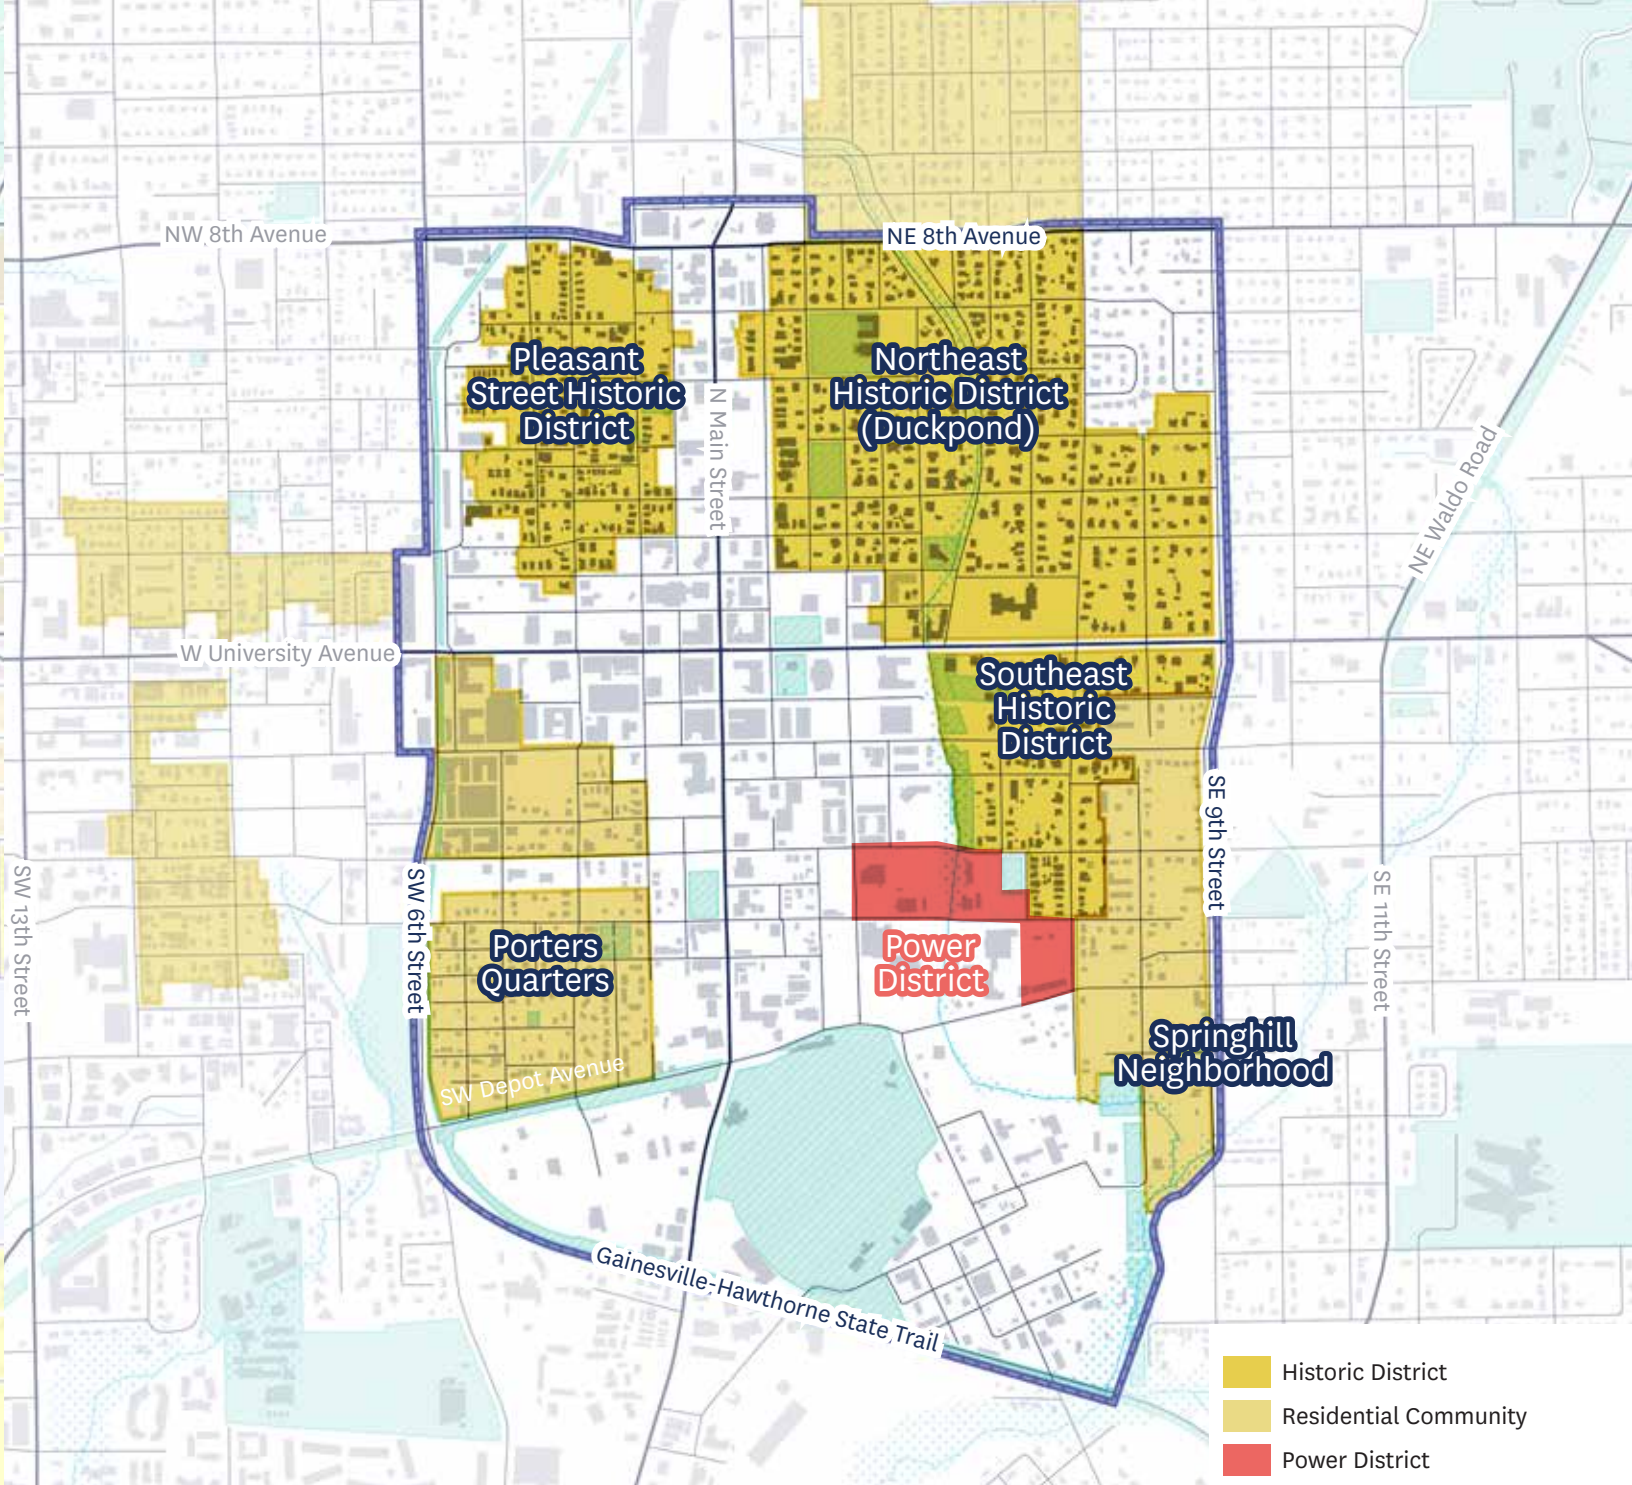 NW 8th Avenue
NE 8th Avenue
Pleasant
Street Historic
District
Northeast
Historic District
(Duckpond)
N Main Street
NE Waldo Road
W University Avenue
Southeast
Historic
District
SE 9th Street
SW 13th Street
SW 6th Street
SE 11th Street
Porters
Quarters
Power
District
Springhill
Neighborhood
SW Depot Avenue
Gainesville-Hawthorne State Trail
Historic District
Residential Community
Power District